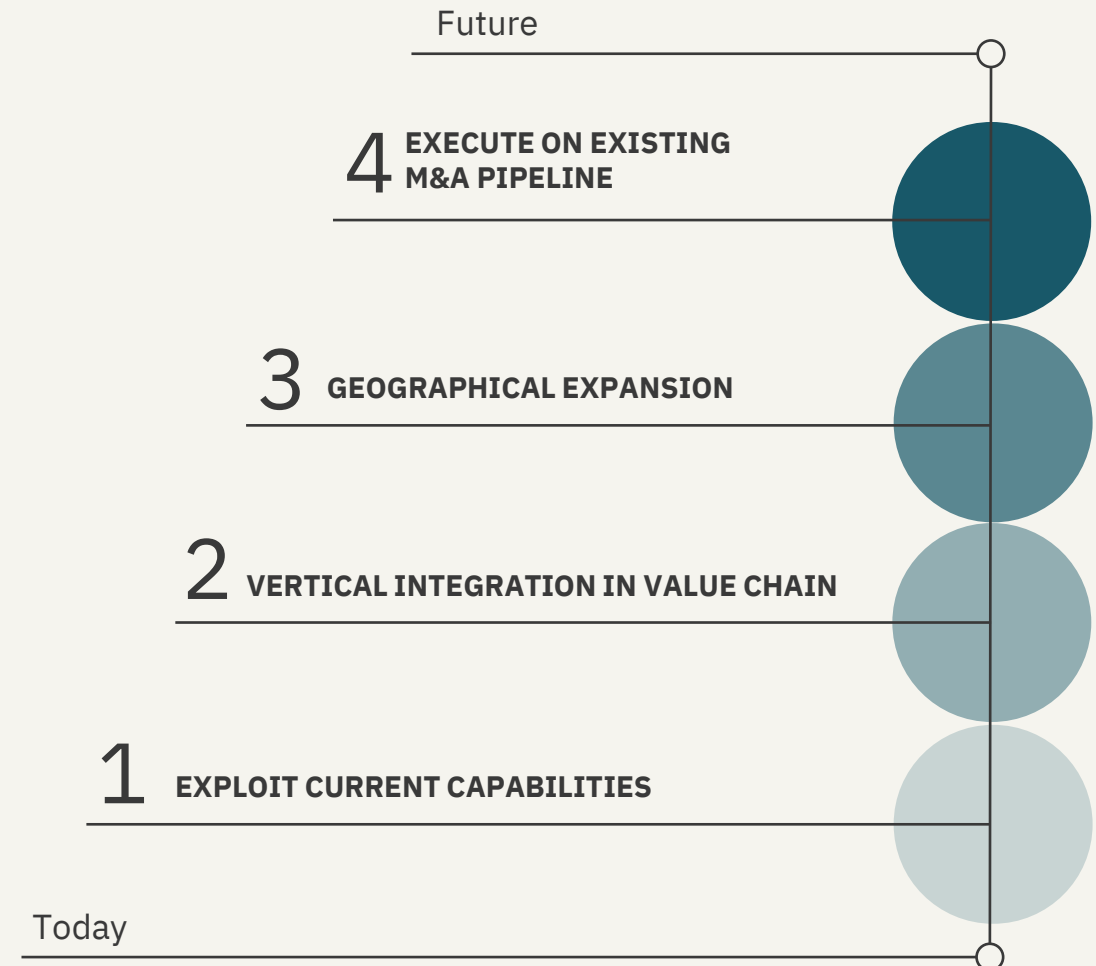 Future
4 EXECUTE ON EXISTING
M&A PIPELINE
3 GEOGRAPHICAL EXPANSION
2 VERTICAL INTEGRATION IN VALUE CHAIN
1 EXPLOIT CURRENT CAPABILITIES
Today